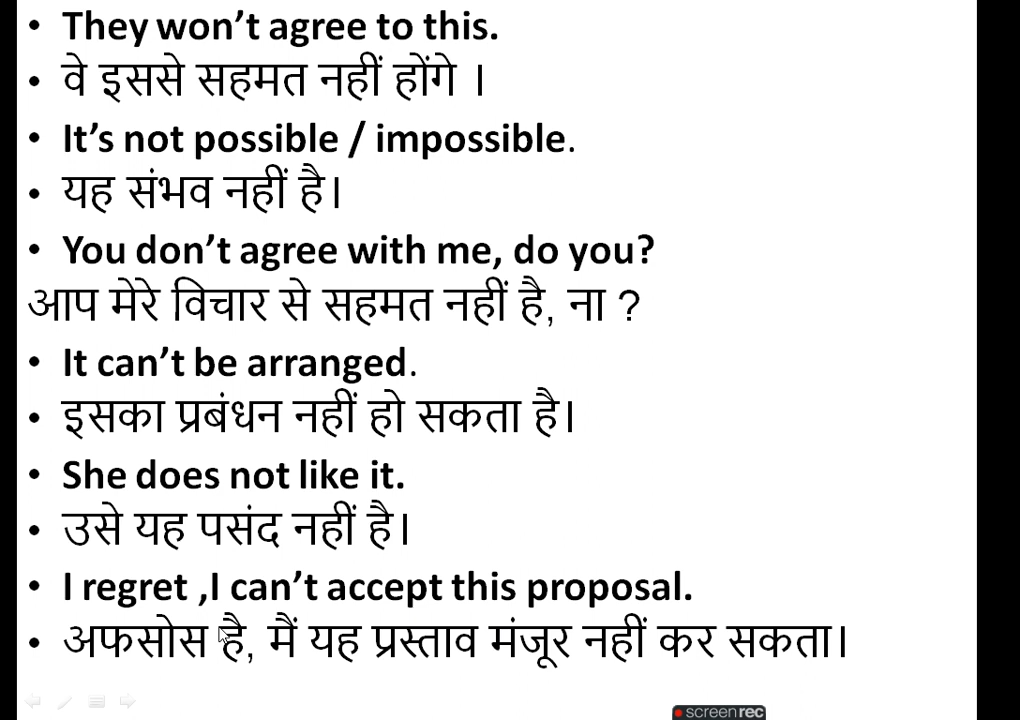 • They won’t agree to this.
• वे इससे सहमत नहीं होंगे ।
• It’s not possible / impossible.
• यह संभव नहीं है।
• You don’t agree with me, do you?
आप मेरे विचार से सहमत नहीं है, ना ?
• It can’t be arranged.
• इसका प्रबंधन नहीं हो सकता है।
• She does not like it.
• उसे यह पसंद नहीं है।
• I regret ,I can’t accept this proposal.
• अफसोस है, मैं यह प्रस्ताव मंजूर नहीं कर सकता।
screenrec